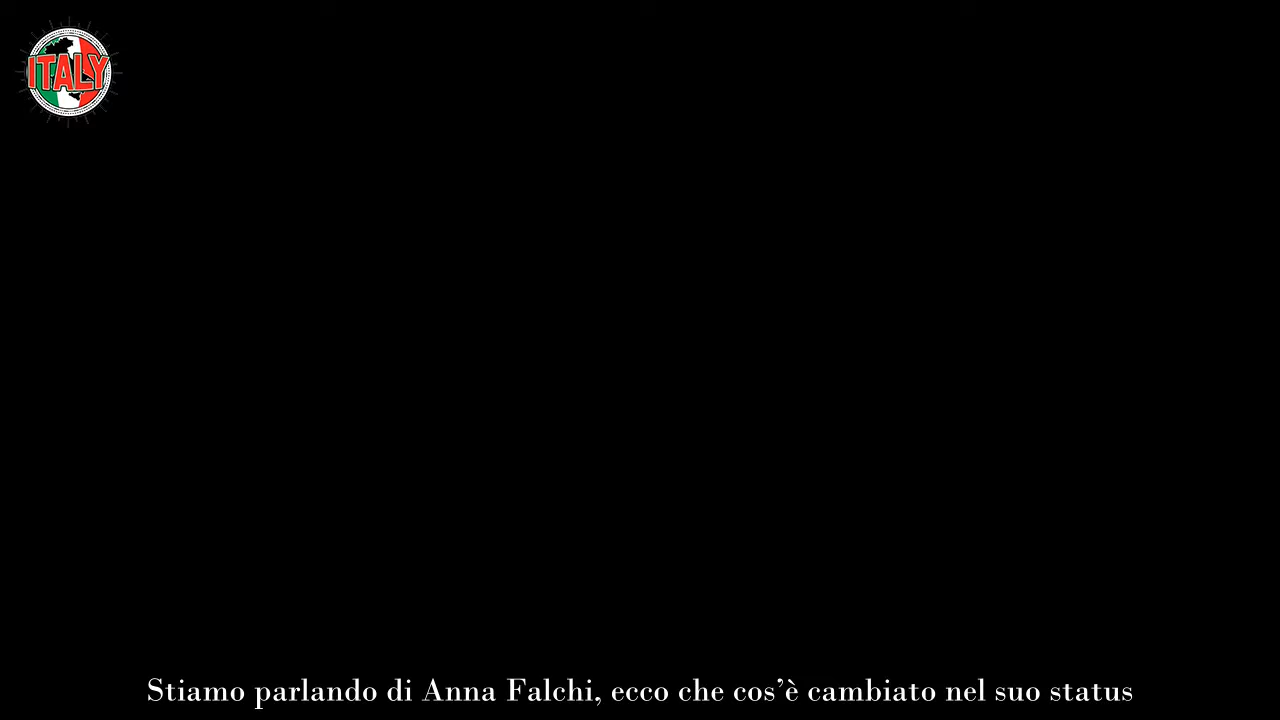 ITALY
Stiamo parlando di Anna Falchi, ecco che cos’è cambiato nel suo status